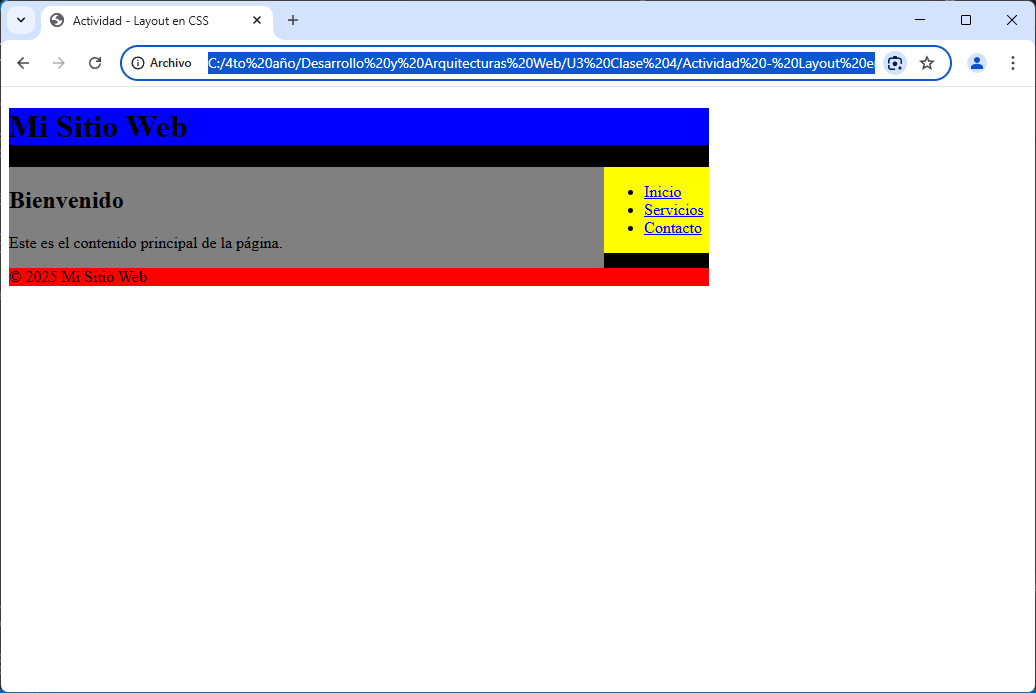 Actividad - Layout en CSS
Archivo C:/4to%20año/Desarrollo%20y%20Arquitecturas%20Web/U3%20Clase%204/Actividad%20-%20Layout%20e
Mi Sitio Web
Bienvenido
Este es el contenido principal de la página.
Inicio
Servicios
Contacto
© 2025 Mi Sitio Web